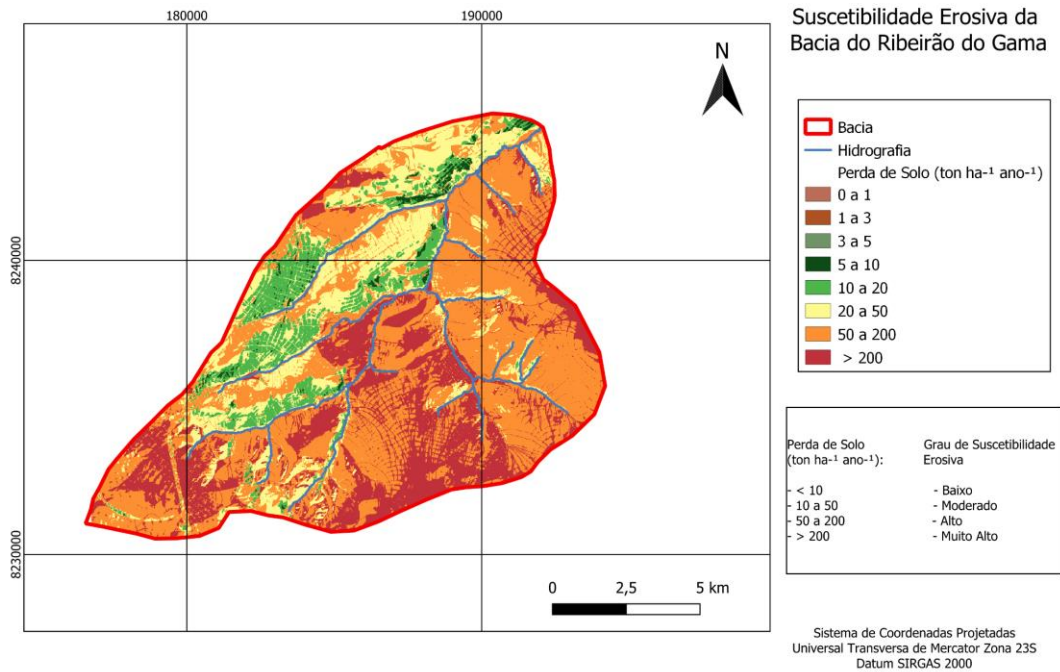 180000
190000
Suscetibilidade Erosiva da
Bacia do Ribeirão do Gama
N
Bacia
Hidrografia
Perda de Solo (ton ha-¹ ano-¹)
0 a 1
1 a 3
3 a 5
5 a 10
10 a 20
20 a 50
50 a 200
> 200
8240000
8230000
Perda de Solo
(ton ha-¹ ano-¹):
Grau de Suscetibilidade
Erosiva
- < 10 - Baixo
- 10 a 50 - Moderado
- 50 a 200 - Alto
- > 200 - Muito Alto
0 2,5 5 km
Sistema de Coordenadas Projetadas
Universal Transversa de Mercator Zona 23S
Datum SIRGAS 2000